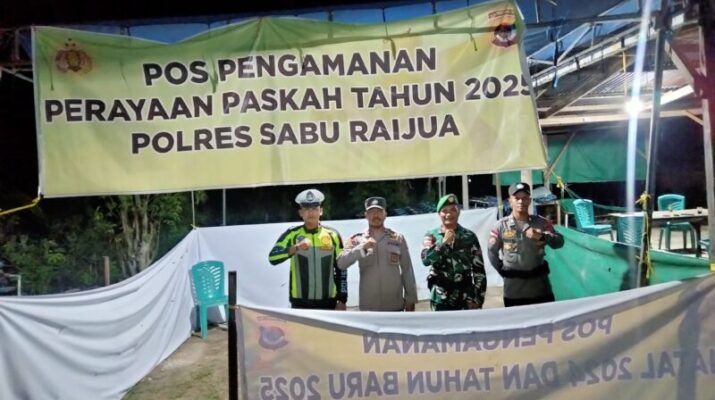 POS PENGAMANAN
PERAYAAN PASKAH TAHUN 2025
POLRES SABU RAIJUA
POS PENGAMANAN
NATAL 2024 DAN TAHUN BARU 2025